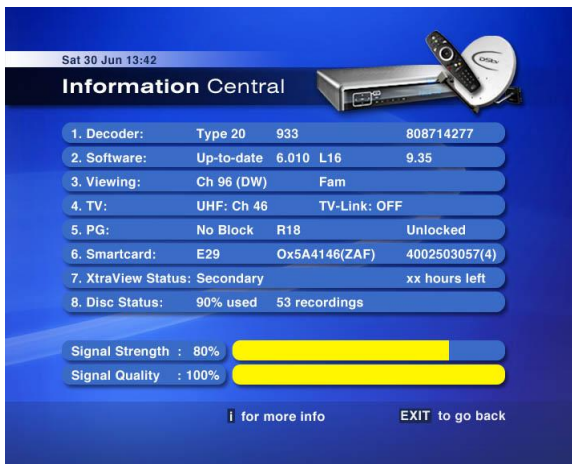 Sat 30 Jun 13:42
Information Central
DStv
1. Decoder: Type 20 933 808714277
2. Software: Up-to-date 6.010 L16 9.35
3. Viewing: Ch 96 (DW) Fam
4. TV: UHF: Ch 46 TV-Link: OFF
5. PG: No Block R18 Unlocked
6. Smartcard: E29 Ox5A4146(ZAF) 4002503057(4)
7. XtraView Status: Secondary xx hours left
8. Disc Status: 90% used 53 recordings
Signal Strength : 80%
Signal Quality : 100%
i for more info EXIT to go back